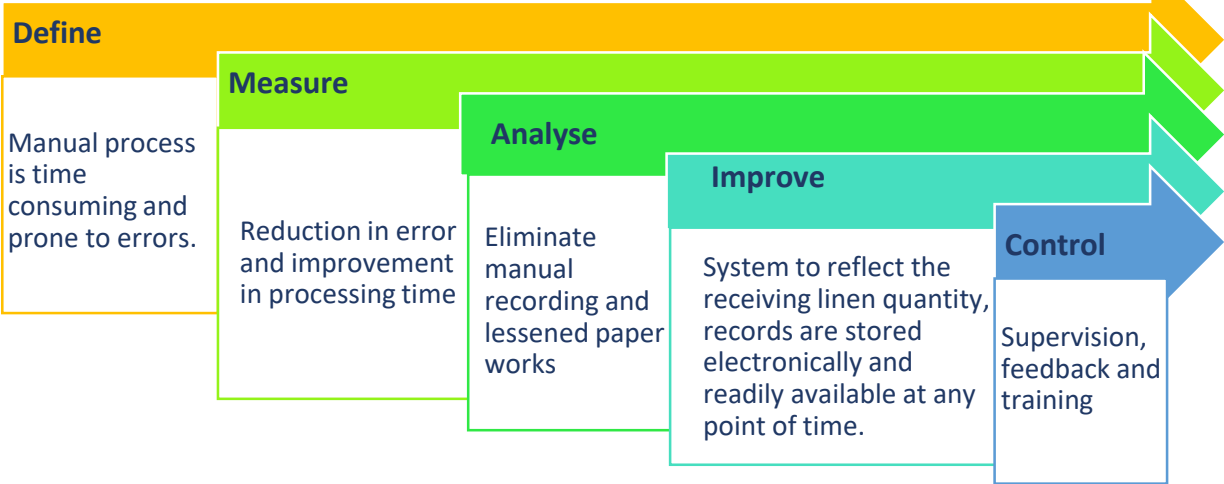 Define
Manual process
is time
consuming and
prone to errors.
Measure
Reduction in error
and improvement
in processing time
Analyse
Eliminate
manual
recording and
lessened paper
works
Improve
System to reflect the
receiving linen quantity,
records are stored
electronically and
readily available at any
point of time.
Control
Supervision,
feedback and
training